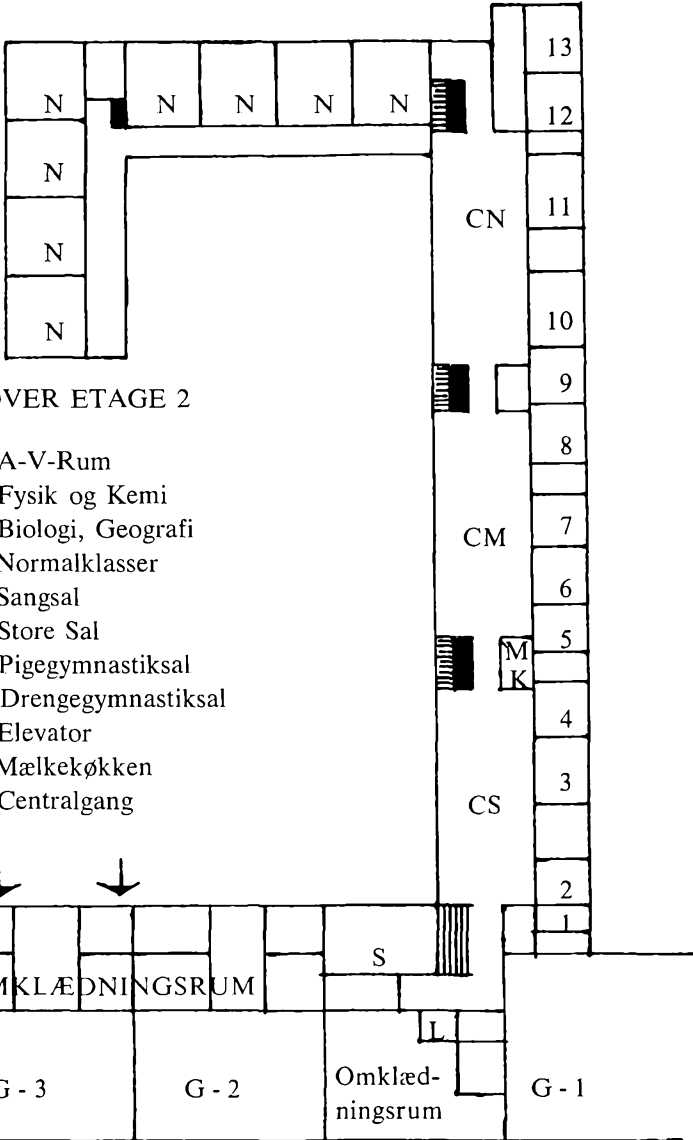 13
N
N
N
N
N
12
N
11
CN
N
10
N
9
OVER ETAGE 2
8
A-V-Rum
Fysik og Kemi
Biologi, Geografi
CM
7
Normalklasser
6
Sangsal
Store Sal
5
Pigegymnastiksal
M
K
Drengegymnastiksal
4
Elevator
Mælkekøkken
3
Centralgang
CS
2
1
S
MKLÆDNINGSRUM
L
Omklæd-
ningsrum
G-3
G-2
G-1